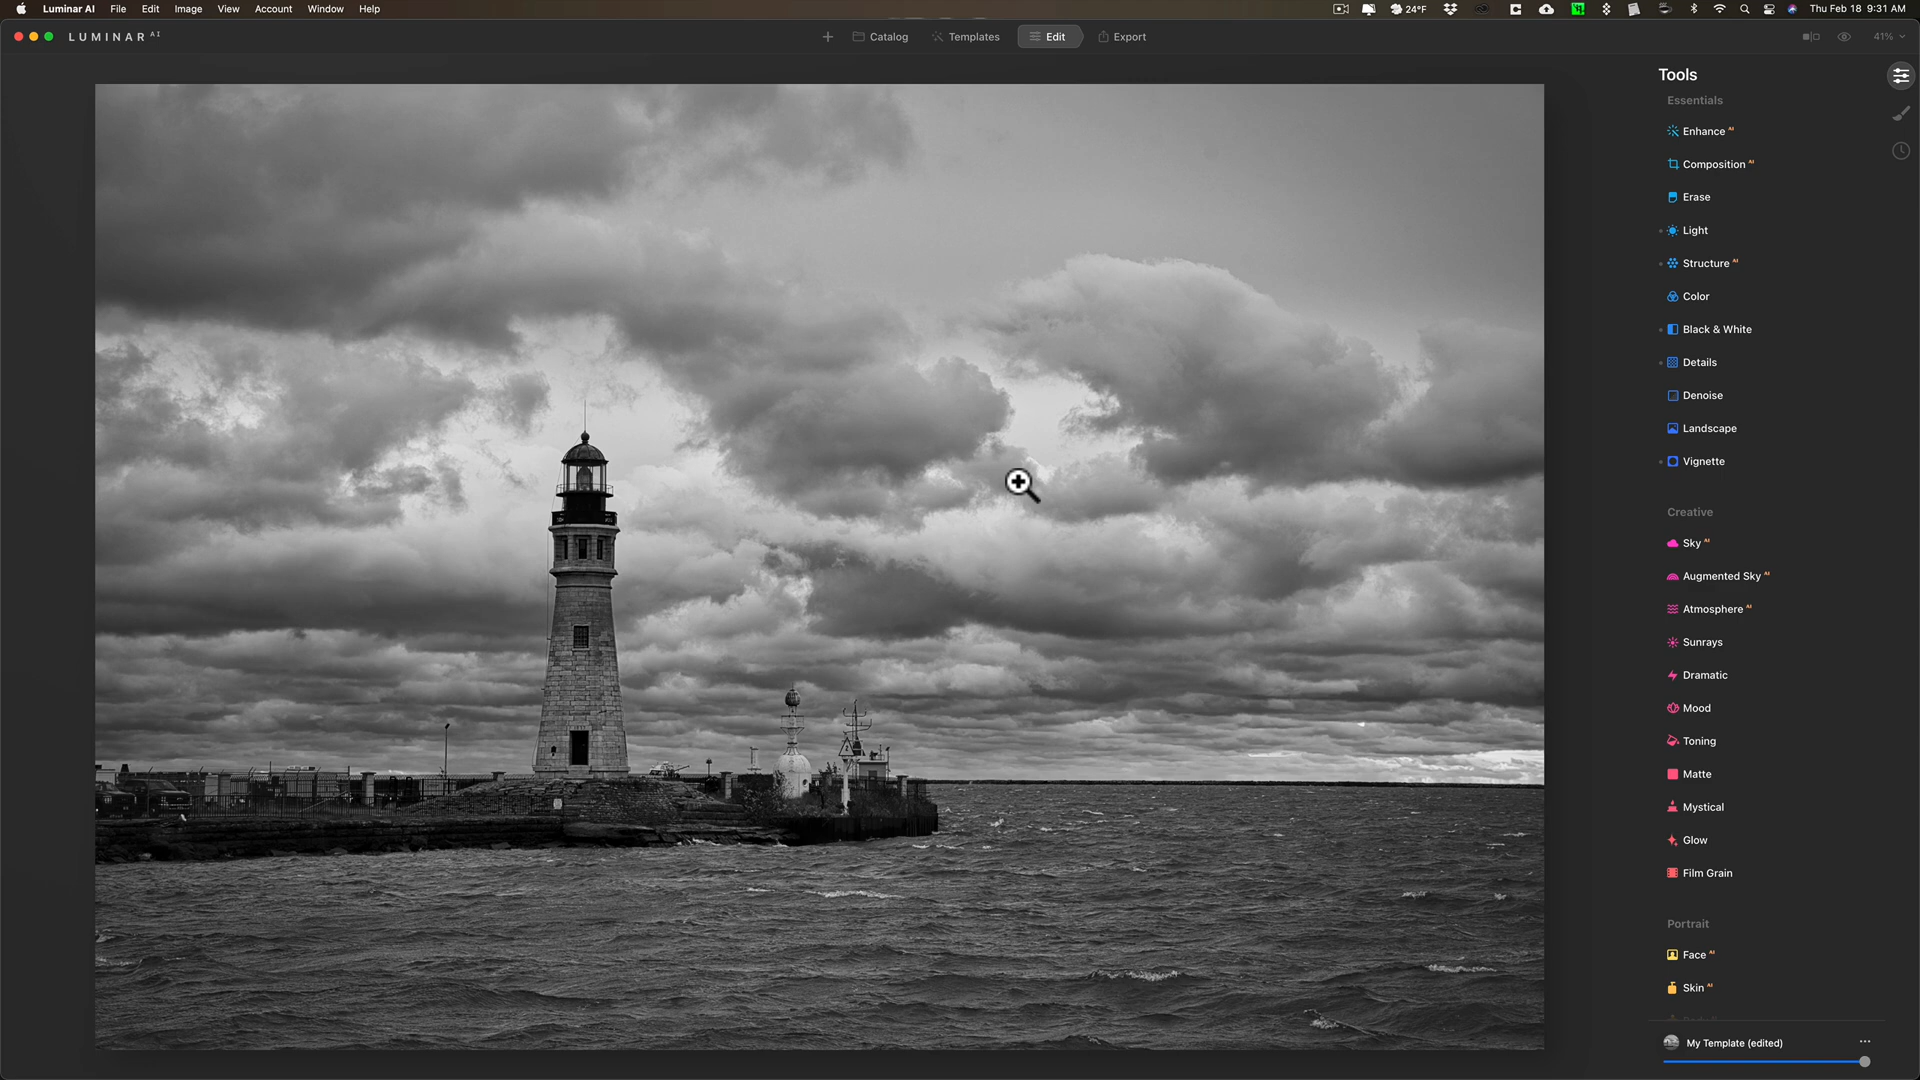 Luminar AI File Edit Image View Account Window Help 24°F Thu Feb 18 9:31 AM
LUMINAR AI + Catalog Templates Edit Export 41%
Tools
Essentials
Enhance AI
Composition AI
Erase
Light
Structure AI
Color
Black & White
Details
Denoise
Landscape
Vignette
Creative
Sky AI
Augmented Sky AI
Atmosphere AI
Sunrays
Dramatic
Mood
Toning
Matte
Mystical
Glow
Film Grain
Portrait
Face AI
Skin AI
My Template (edited) ...